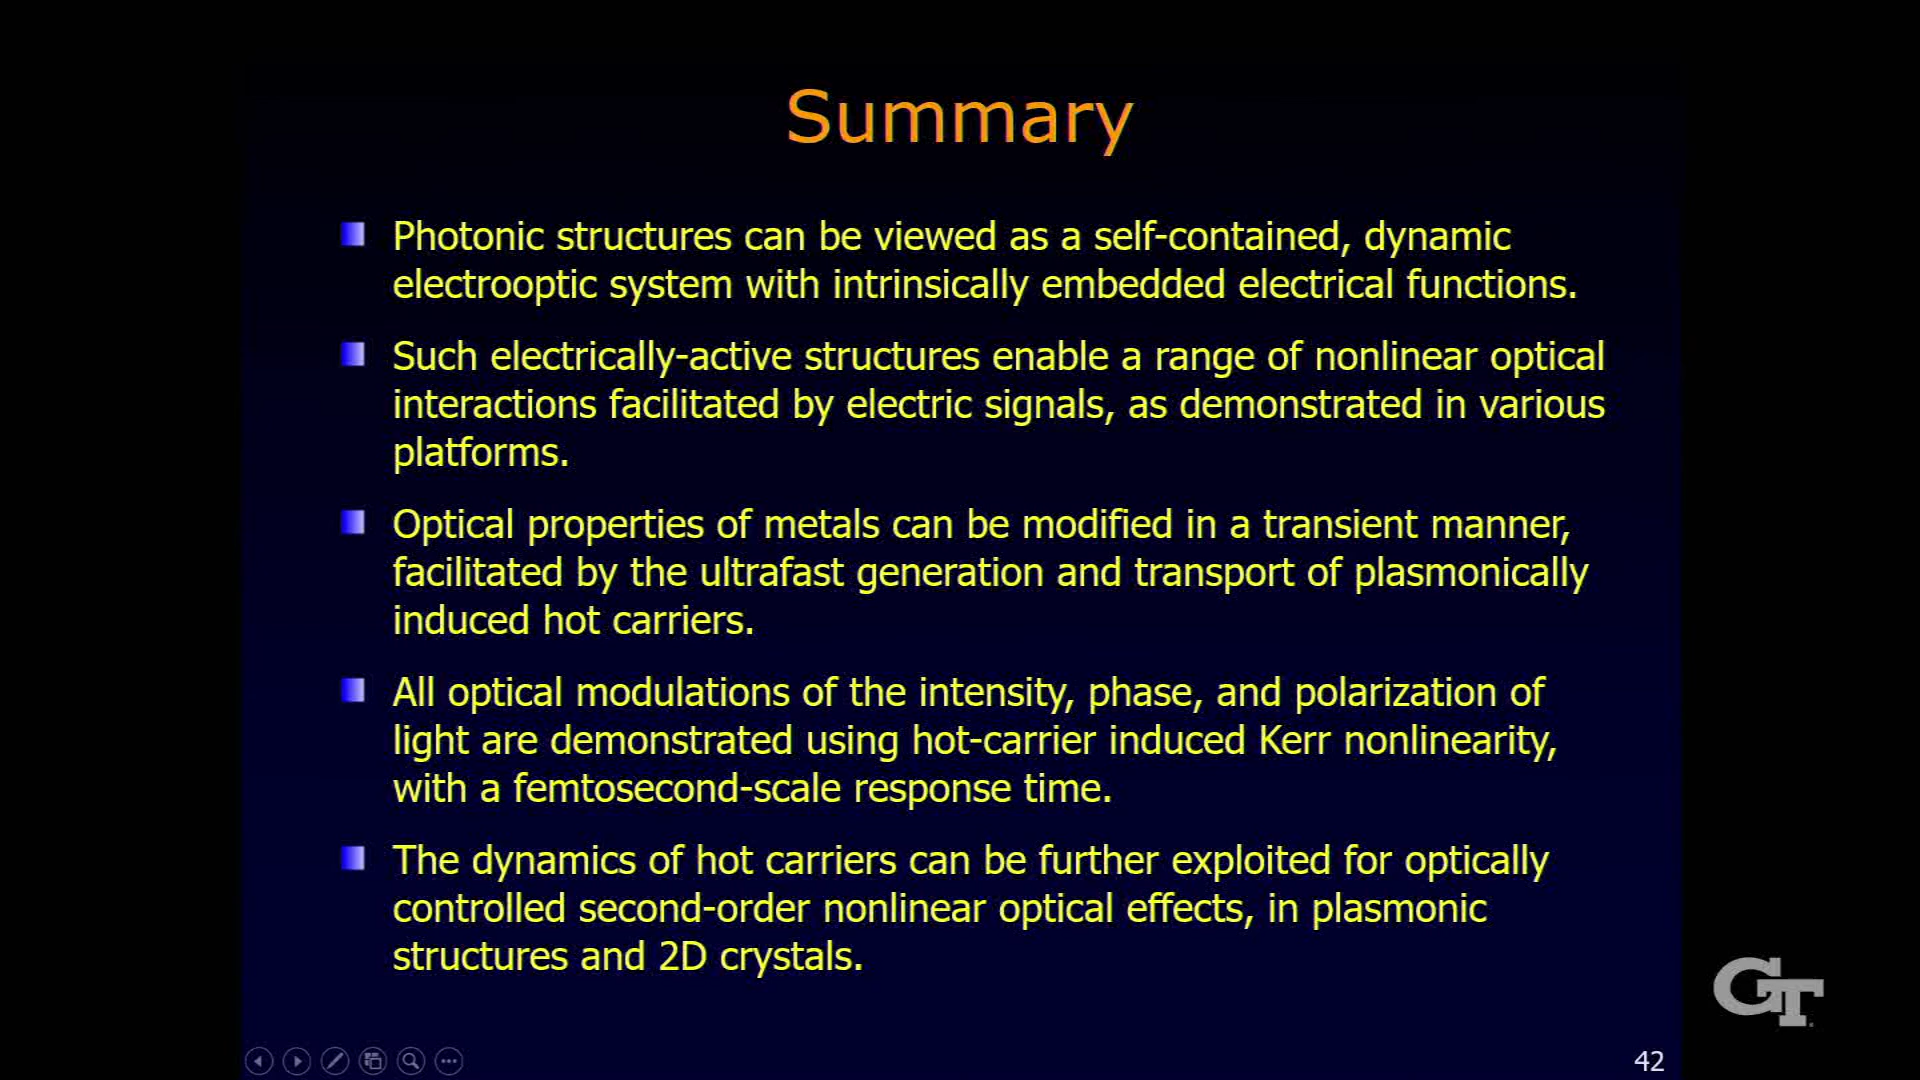 Summary
Photonic structures can be viewed as a self-contained, dynamic
electrooptic system with intrinsically embedded electrical functions.
Such electrically-active structures enable a range of nonlinear optical
interactions facilitated by electric signals, as demonstrated in various
platforms.
Optical properties of metals can be modified in a transient manner,
facilitated by the ultrafast generation and transport of plasmonically
induced hot carriers.
All optical modulations of the intensity, phase, and polarization of
light are demonstrated using hot-carrier induced Kerr nonlinearity,
with a femtosecond-scale response time.
The dynamics of hot carriers can be further exploited for optically
controlled second-order nonlinear optical effects, in plasmonic
structures and 2D crystals.
GT
42